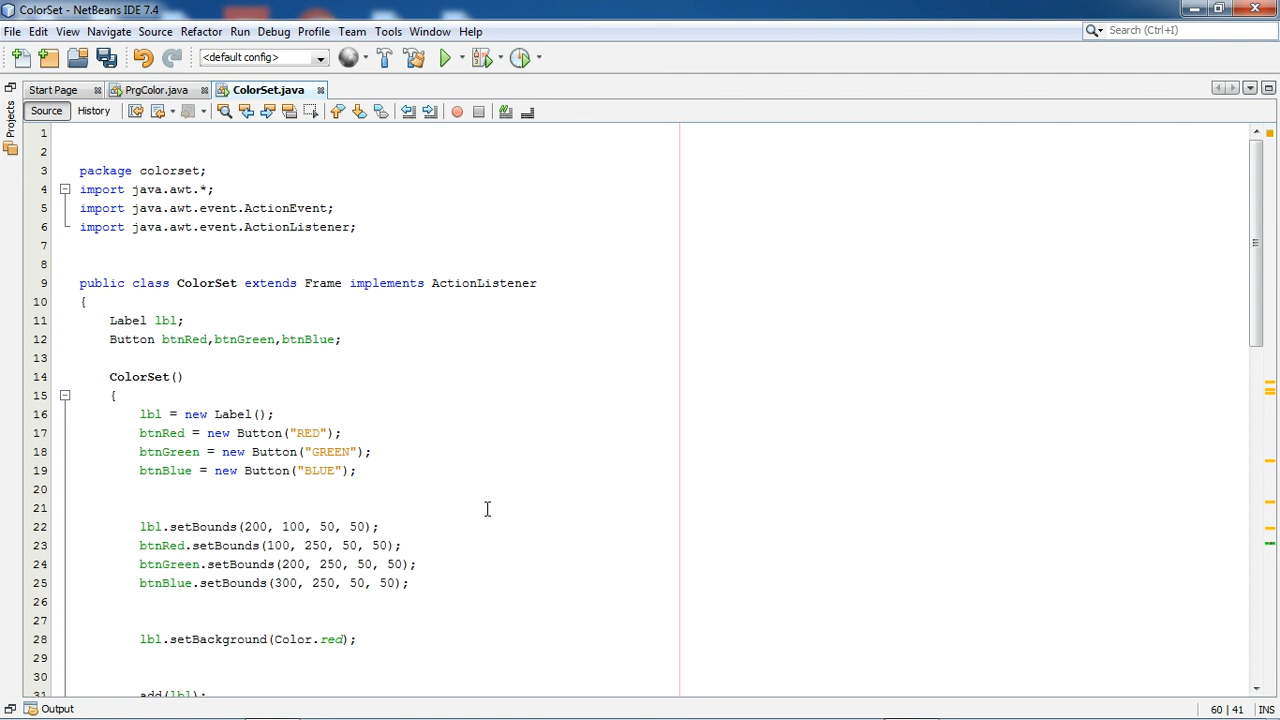 ColorSet - NetBeans IDE 7.4
File Edit View Navigate Source Refactor Run Debug Profile Team Tools Window Help
Search (Ctrl+I)
<default config>
Start Page PrgColor.java ColorSet.java
Projects
Source History
1
2
3 package colorset;
4 import java.awt.*;
5 import java.awt.event.ActionEvent;
6 import java.awt.event.ActionListener;
7
8
9 public class ColorSet extends Frame implements ActionListener
10 {
11 Label lbl;
12 Button btnRed,btnGreen,btnBlue;
13
14 ColorSet()
15 {
16 lbl = new Label();
17 btnRed = new Button("RED");
18 btnGreen = new Button("GREEN");
19 btnBlue = new Button("BLUE");
20
21
22 lbl.setBounds(200, 100, 50, 50);
23 btnRed.setBounds(100, 250, 50, 50);
24 btnGreen.setBounds(200, 250, 50, 50);
25 btnBlue.setBounds(300, 250, 50, 50);
26
27
28 lbl.setBackground(Color.red);
29
30
31 add(lbl);
Output
60 | 41 INS